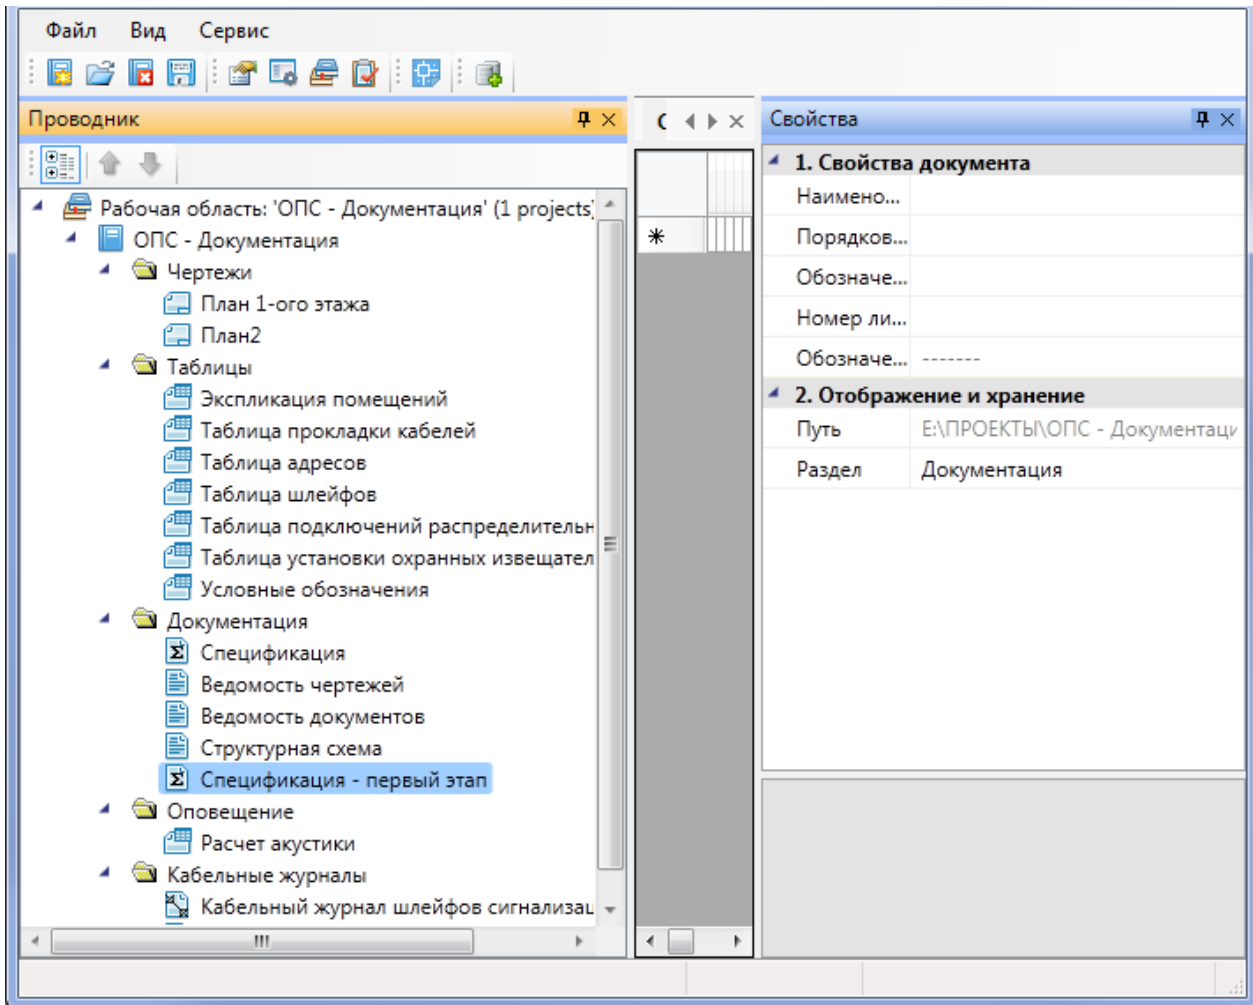 Файл Вид Сервис
Проводник
Рабочая область: 'ОПС - Документация' (1 projects)
ОПС - Документация
Чертежи
План 1-ого этажа
План2
Таблицы
Экспликация помещений
Таблица прокладки кабелей
Таблица адресов
Таблица шлейфов
Таблица подключений распределительн
Таблица установки охранных извещател
Условные обозначения
Документация
Спецификация
Ведомость чертежей
Ведомость документов
Структурная схема
Спецификация - первый этап
Оповещение
Расчет акустики
Кабельные журналы
Кабельный журнал шлейфов сигнализац
Свойства
1. Свойства документа
Наимено...
Порядков...
Обозначе...
Номер ли...
Обозначе... -------
2. Отображение и хранение
Путь E:\ПРОЕКТЫ\ОПС - Документаци
Раздел Документация